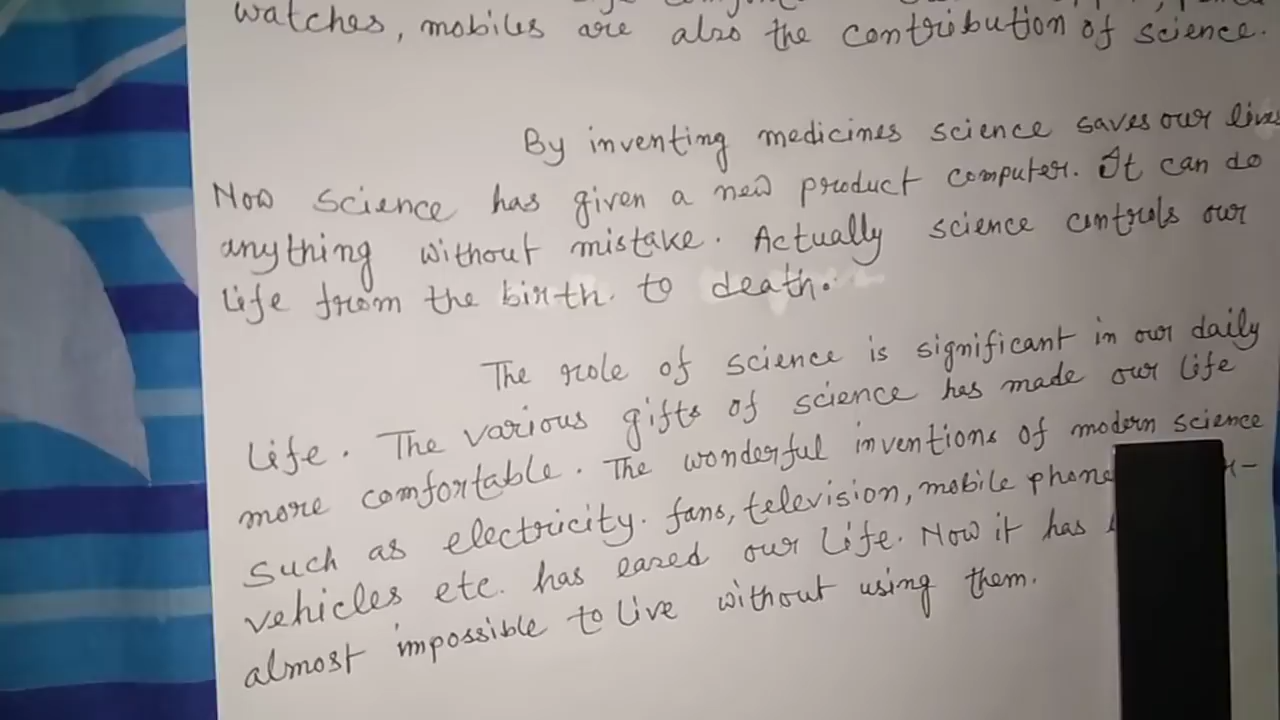 watches, mobiles are also the contribution of science.
By inventing medicines science saves our lives
Now science has given a new product computer. It can do
anything without mistake. Actually science controls our
life from the birth. to death.
The role of science is significant in our daily
life. The various gifts of science has made our life
more comfortable. The wonderful inventions of modern science
such as electricity. fans, television, mobile phone
vehicles etc. has eased our life. Now it has
almost impossible to live without using them.